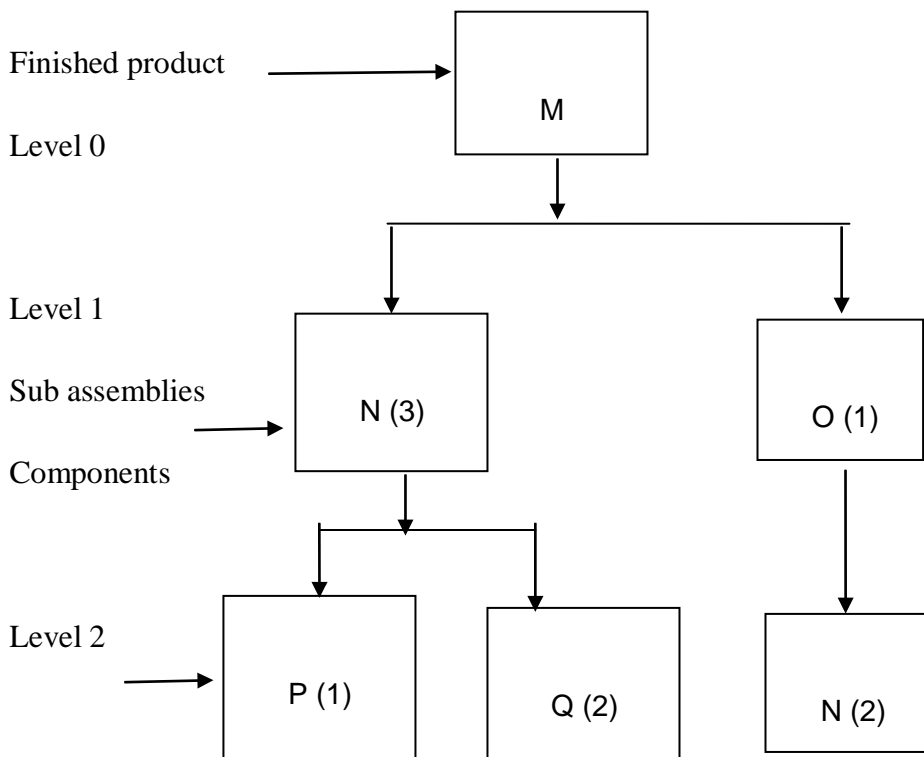 Finished product
M
Level 0
Level 1
Sub assemblies
N (3)
O (1)
Components
Level 2
P (1)
Q (2)
N (2)